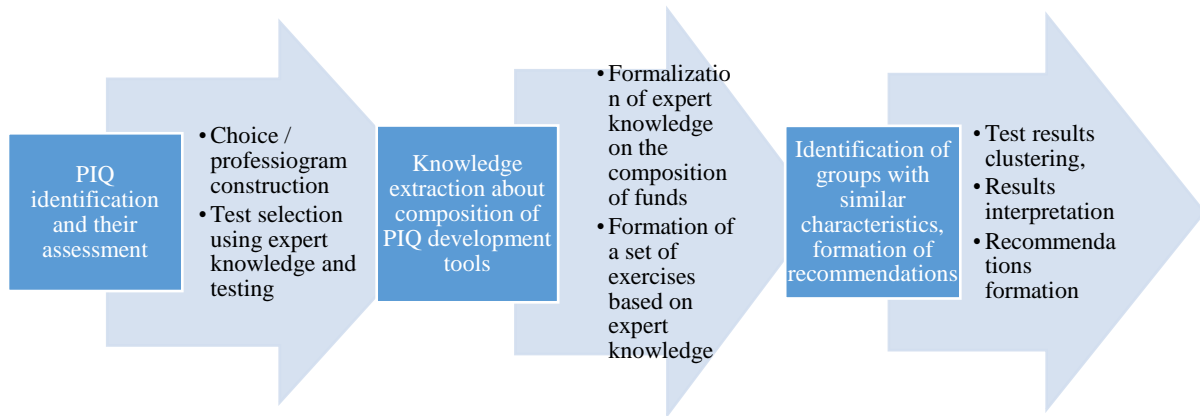 PIQ
identification
and their
assessment
• Choice /
professiogram
construction
• Test selection
using expert
knowledge and
testing
Knowledge
extraction about
composition of
PIQ development
tools
• Formalizatio
n of expert
knowledge
on the
composition
of funds
• Formation of
a set of
exercises
based on
expert
knowledge
Identification of
groups with
similar
characteristics,
formation of
recommendations
• Test results
clustering,
• Results
interpretation
• Recommenda
tions
formation